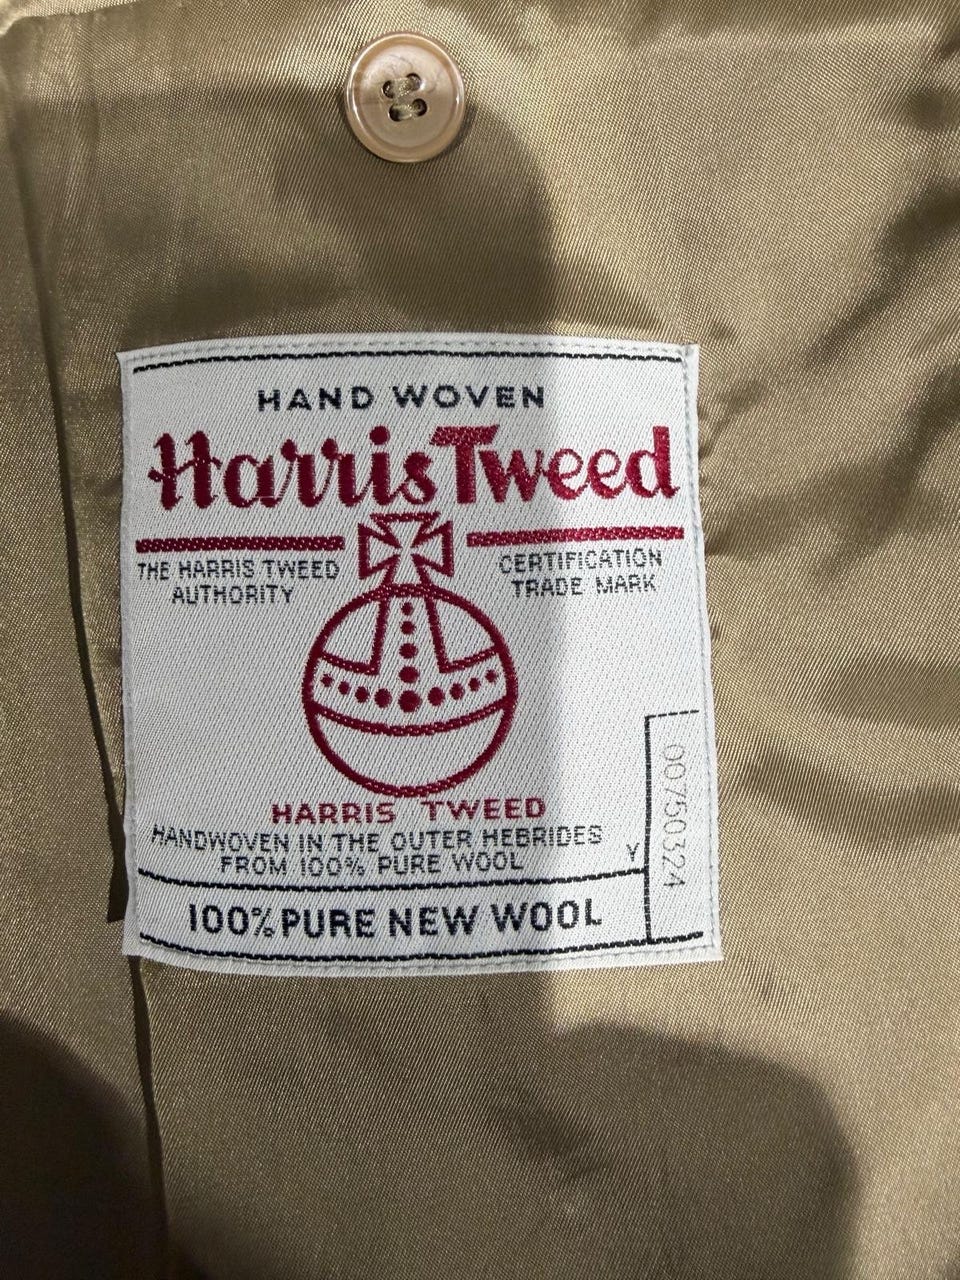 HAND WOVEN
Harris Tweed
THE HARRIS TWEED
AUTHORITY
CERTIFICATION
TRADE MARK
HARRIS TWEED
HANDWOVEN IN THE OUTER HEBRIDES
FROM 100% PURE WOOL
Y
00750324
100% PURE NEW WOOL